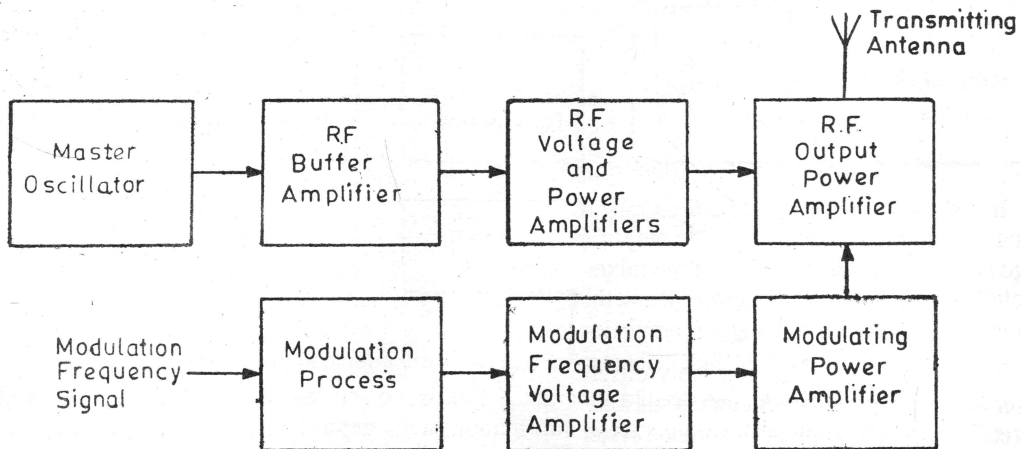 Transmitting
Antenna
Master
Oscillator
R.F
Buffer
Amplifier
R.F.
Voltage
and
Power
Amplifiers
R.F.
Output
Power
Amplifier
Modulation
Frequency
Signal
Modulation
Process
Modulation
Frequency
Voltage
Amplifier
Modulating
Power
Amplifier